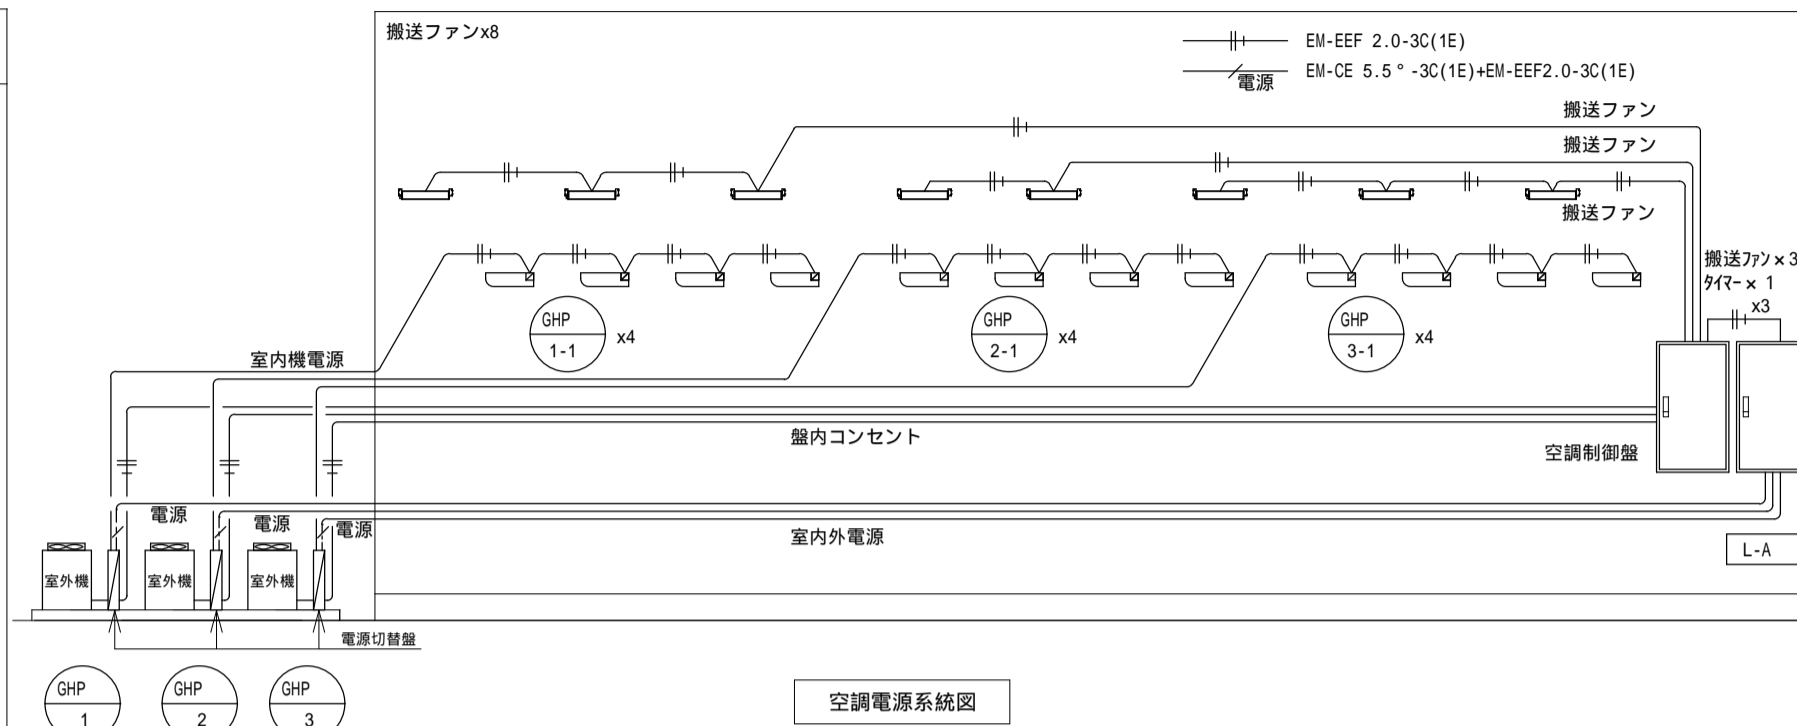 搬送ファンx8
EM-EEF 2.0-3C(1E)
電源
EM-CE 5.5°-3C(1E)+EM-EEF2.0-3C(1E)
搬送ファン
搬送ファン
搬送ファン
搬送ファン×3
タイマー×1
x3
GHP
1-1
x4
GHP
2-1
x4
GHP
3-1
x4
室内機電源
盤内コンセント
空調制御盤
電源
電源
電源
室内外電源
L-A
室外機
室外機
室外機
電源切替盤
GHP
1
GHP
2
GHP
3
空調電源系統図